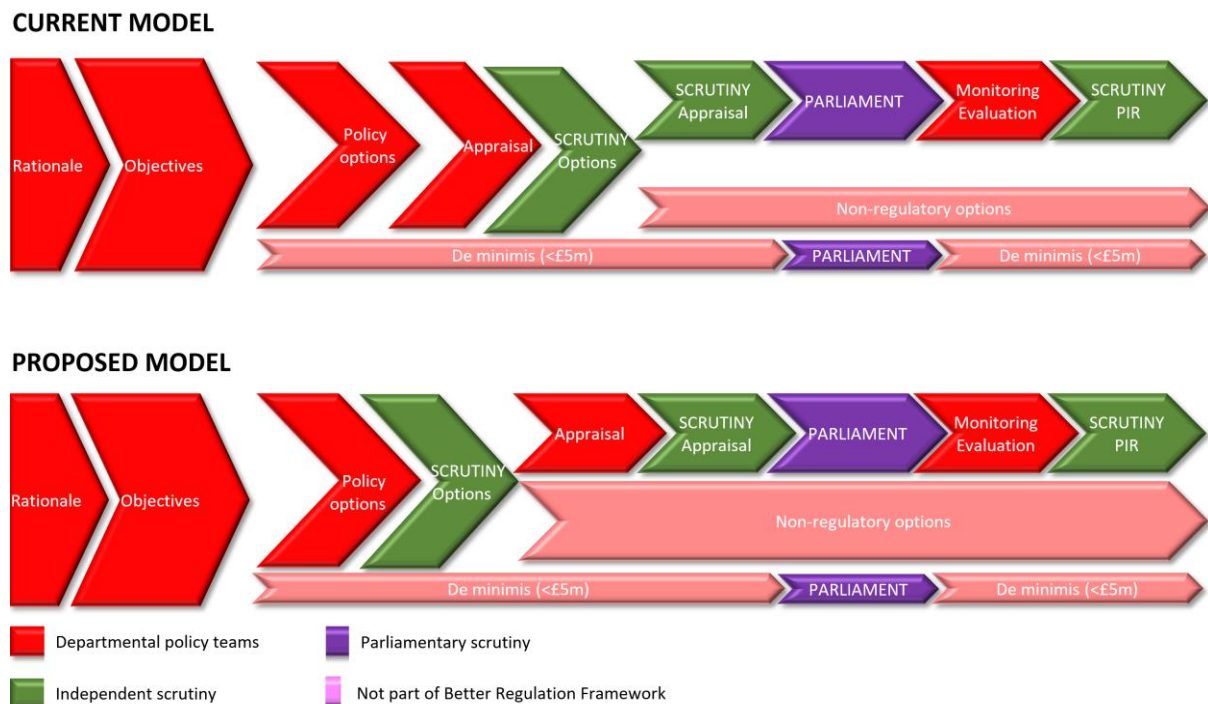 CURRENT MODEL
Rationale
Objectives
Policy
options
Appraisal
SCRUTINY
Options
SCRUTINY
Appraisal
PARLIAMENT
Monitoring
Evaluation
SCRUTINY
PIR
Non-regulatory options
De minimis (<£5m)
PARLIAMENT
De minimis (<£5m)
PROPOSED MODEL
Rationale
Objectives
Policy
options
SCRUTINY
Options
Appraisal
SCRUTINY
Appraisal
PARLIAMENT
Monitoring
Evaluation
SCRUTINY
PIR
Non-regulatory options
De minimis (<£5m)
PARLIAMENT
De minimis (<£5m)
Departmental policy teams
Parliamentary scrutiny
Independent scrutiny
Not part of Better Regulation Framework